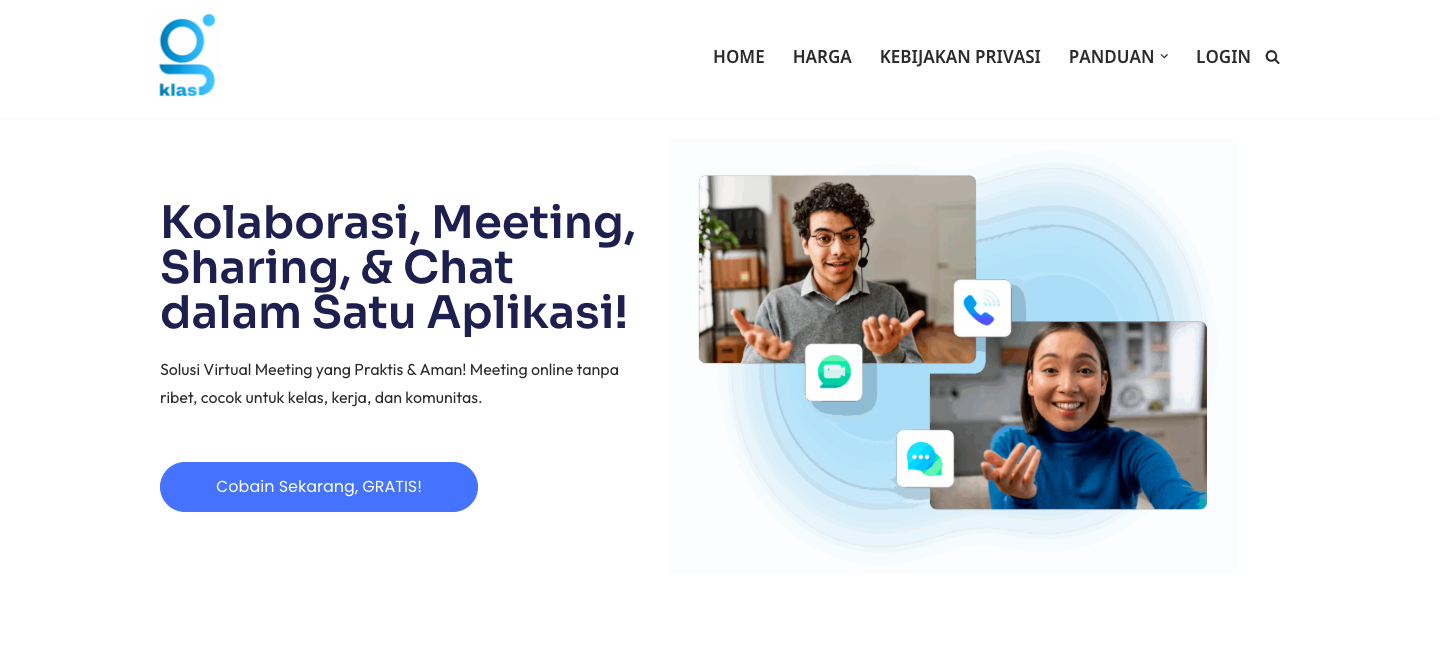 klas
HOME HARGA KEBIJAKAN PRIVASI PANDUAN LOGIN
Kolaborasi, Meeting,
Sharing, & Chat
dalam Satu Aplikasi!
Solusi Virtual Meeting yang Praktis & Aman! Meeting online tanpa
ribet, cocok untuk kelas, kerja, dan komunitas.
Cobain Sekarang, GRATIS!